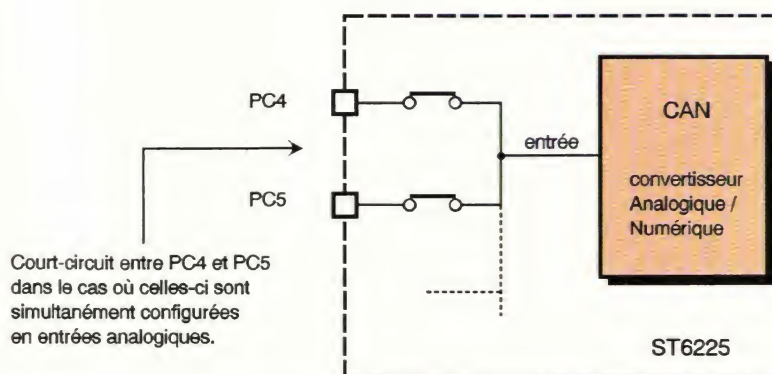 PC4
PC5
entrée
CAN
convertisseur
Analogique /
Numérique
Court-circuit entre PC4 et PC5
dans le cas où celles-ci sont
simultanément configurées
en entrées analogiques.
ST6225